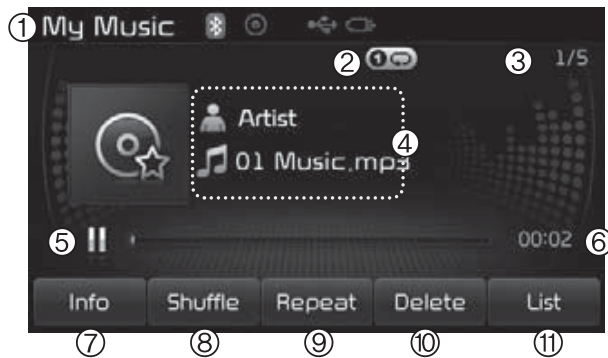 ① My Music
② ① ③ 1/5
Artist
01 Music.mp3 ④
⑤ 00:02 ⑥
Info Shuffle Repeat Delete List
⑦ ⑧ ⑨ ⑩ ⑪